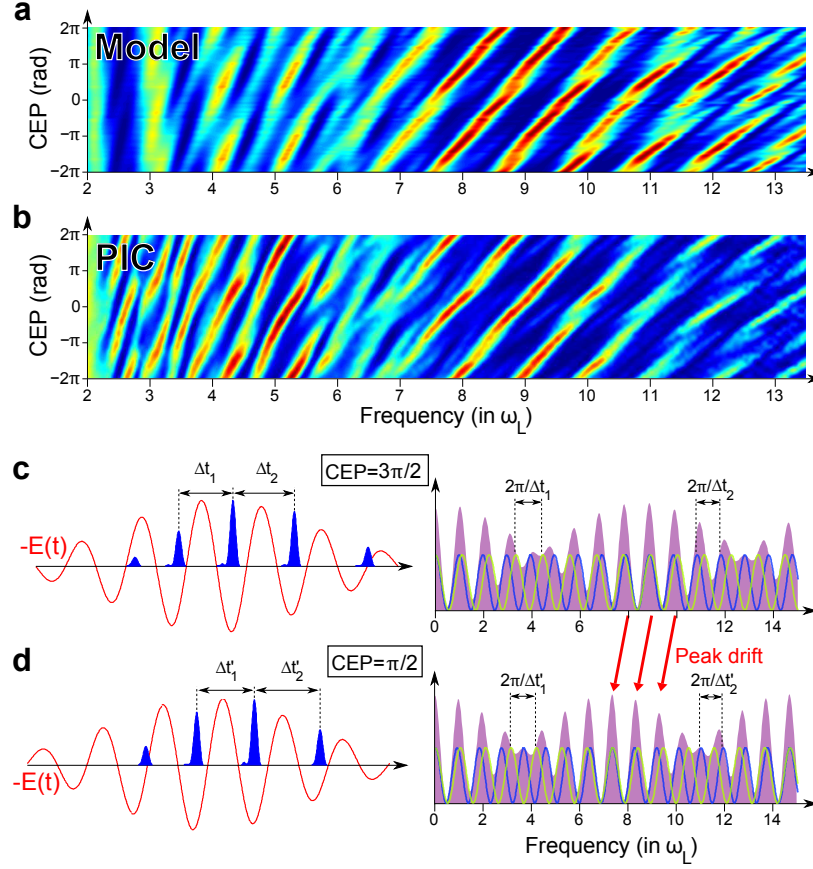 a
Model
CEP (rad)
2π
π
0
−π
−2π
2 3 4 5 6 7 8 9 10 11 12 13
b
PIC
CEP (rad)
2π
π
0
−π
−2π
2 3 4 5 6 7 8 9 10 11 12 13
Frequency (in ω_L)
c
CEP=3π/2
Δt₁ Δt₂
-E(t)
2π/Δt₁ 2π/Δt₂
0 2 4 6 8 10 12 14
Peak drift
d
CEP=π/2
Δt'₁ Δt'₂
-E(t)
2π/Δt'₁ 2π/Δt'₂
0 2 4 6 8 10 12 14
Frequency (in ω_L)